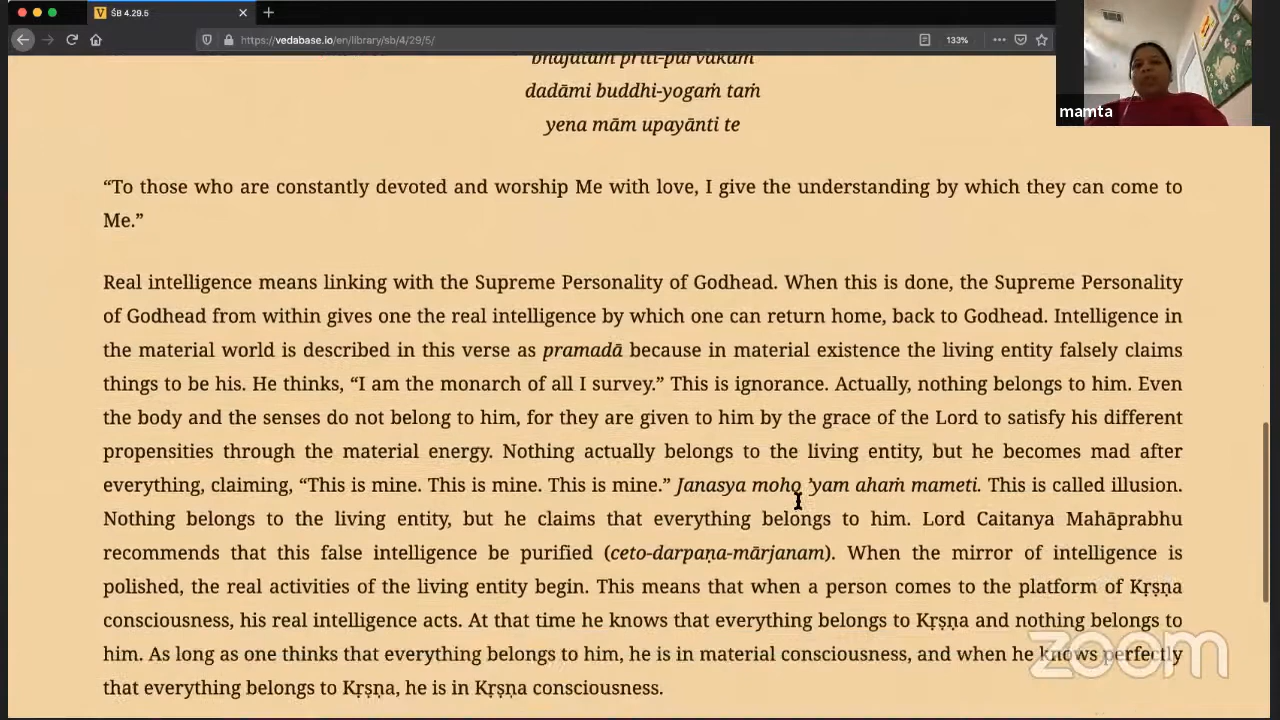 ŚB 4.29.5
https://vedabase.io/en/library/sb/4/29/5/
133%
mamta
bhajatāṁ prīti-pūrvakam
dadāmi buddhi-yogaṁ taṁ
yena mām upayānti te
“To those who are constantly devoted and worship Me with love, I give the understanding by which they can come to
Me.”
Real intelligence means linking with the Supreme Personality of Godhead. When this is done, the Supreme Personality
of Godhead from within gives one the real intelligence by which one can return home, back to Godhead. Intelligence in
the material world is described in this verse as pramadā because in material existence the living entity falsely claims
things to be his. He thinks, “I am the monarch of all I survey.” This is ignorance. Actually, nothing belongs to him. Even
the body and the senses do not belong to him, for they are given to him by the grace of the Lord to satisfy his different
propensities through the material energy. Nothing actually belongs to the living entity, but he becomes mad after
everything, claiming, “This is mine. This is mine. This is mine.” Janasya moho ’yam ahaṁ mameti. This is called illusion.
Nothing belongs to the living entity, but he claims that everything belongs to him. Lord Caitanya Mahāprabhu
recommends that this false intelligence be purified (ceto-darpaṇa-mārjanam). When the mirror of intelligence is
polished, the real activities of the living entity begin. This means that when a person comes to the platform of Kṛṣṇa
consciousness, his real intelligence acts. At that time he knows that everything belongs to Kṛṣṇa and nothing belongs to
him. As long as one thinks that everything belongs to him, he is in material consciousness, and when he knows perfectly
that everything belongs to Kṛṣṇa, he is in Kṛṣṇa consciousness.
zoom